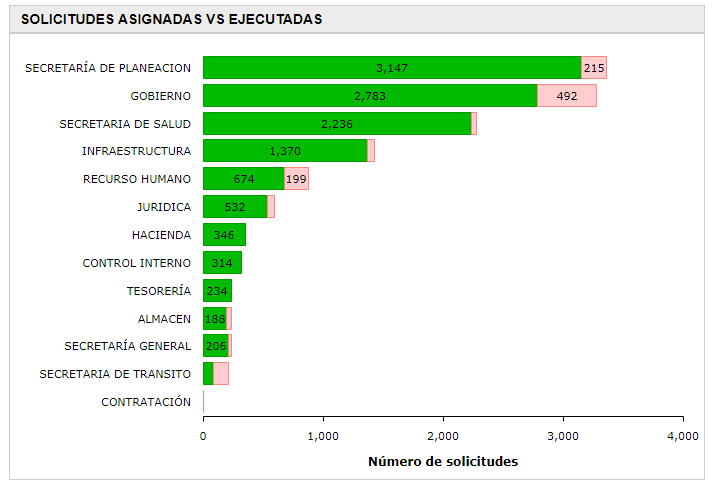 SOLICITUDES ASIGNADAS VS EJECUTADAS
SECRETARÍA DE PLANEACION 3,147 215
GOBIERNO 2,783 492
SECRETARIA DE SALUD 2,236
INFRAESTRUCTURA 1,370
RECURSO HUMANO 674 199
JURIDICA 532
HACIENDA 346
CONTROL INTERNO 314
TESORERÍA 234
ALMACEN 188
SECRETARÍA GENERAL 206
SECRETARIA DE TRANSITO
CONTRATACIÓN
0 1,000 2,000 3,000 4,000
Número de solicitudes